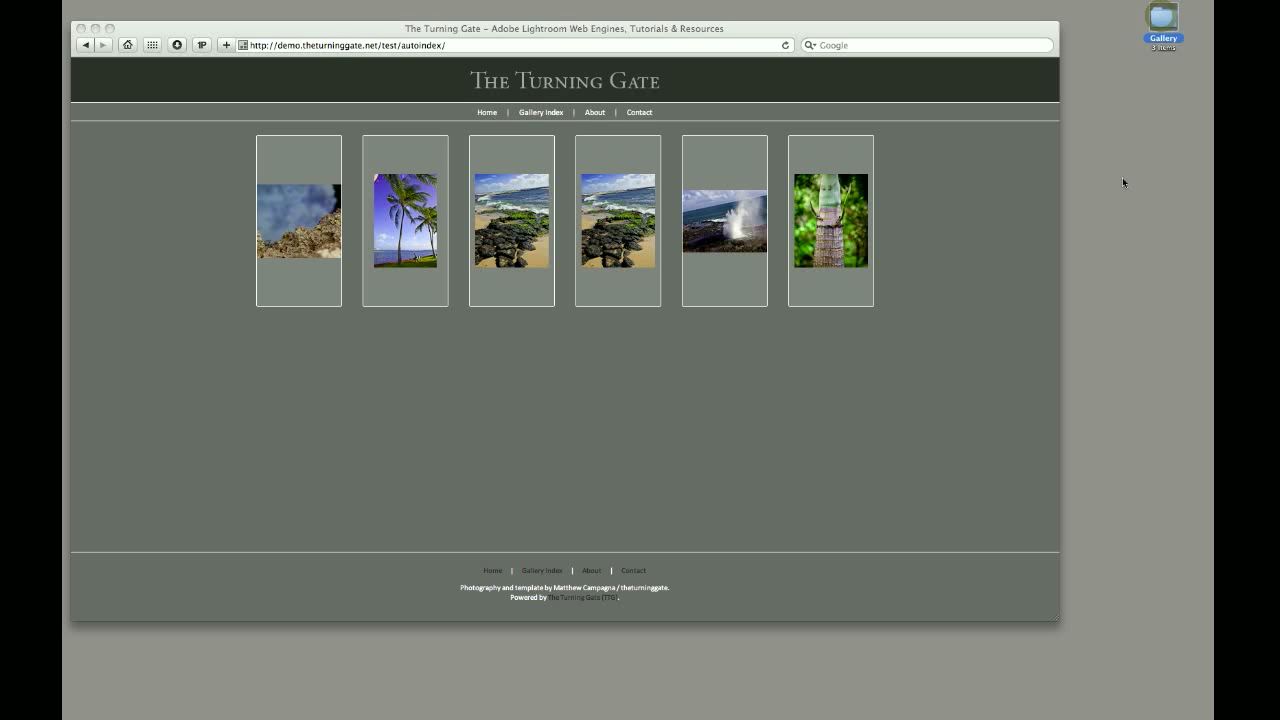 The Turning Gate – Adobe Lightroom Web Engines, Tutorials & Resources
1P
http://demo.theturninggate.net/test/autoindex/
Google
Gallery
3 items
The Turning Gate
Home | Gallery Index | About | Contact
Home | Gallery Index | About | Contact
Photography and template by Matthew Campagna / theturninggate.
Powered by The Turning Gate (TTG).